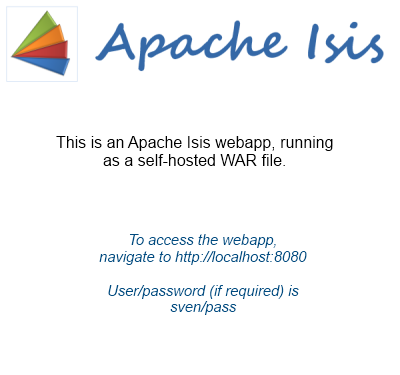 Apache Isis
This is an Apache Isis webapp, running
as a self-hosted WAR file.
To access the webapp,
navigate to http://localhost:8080
User/password (if required) is
sven/pass